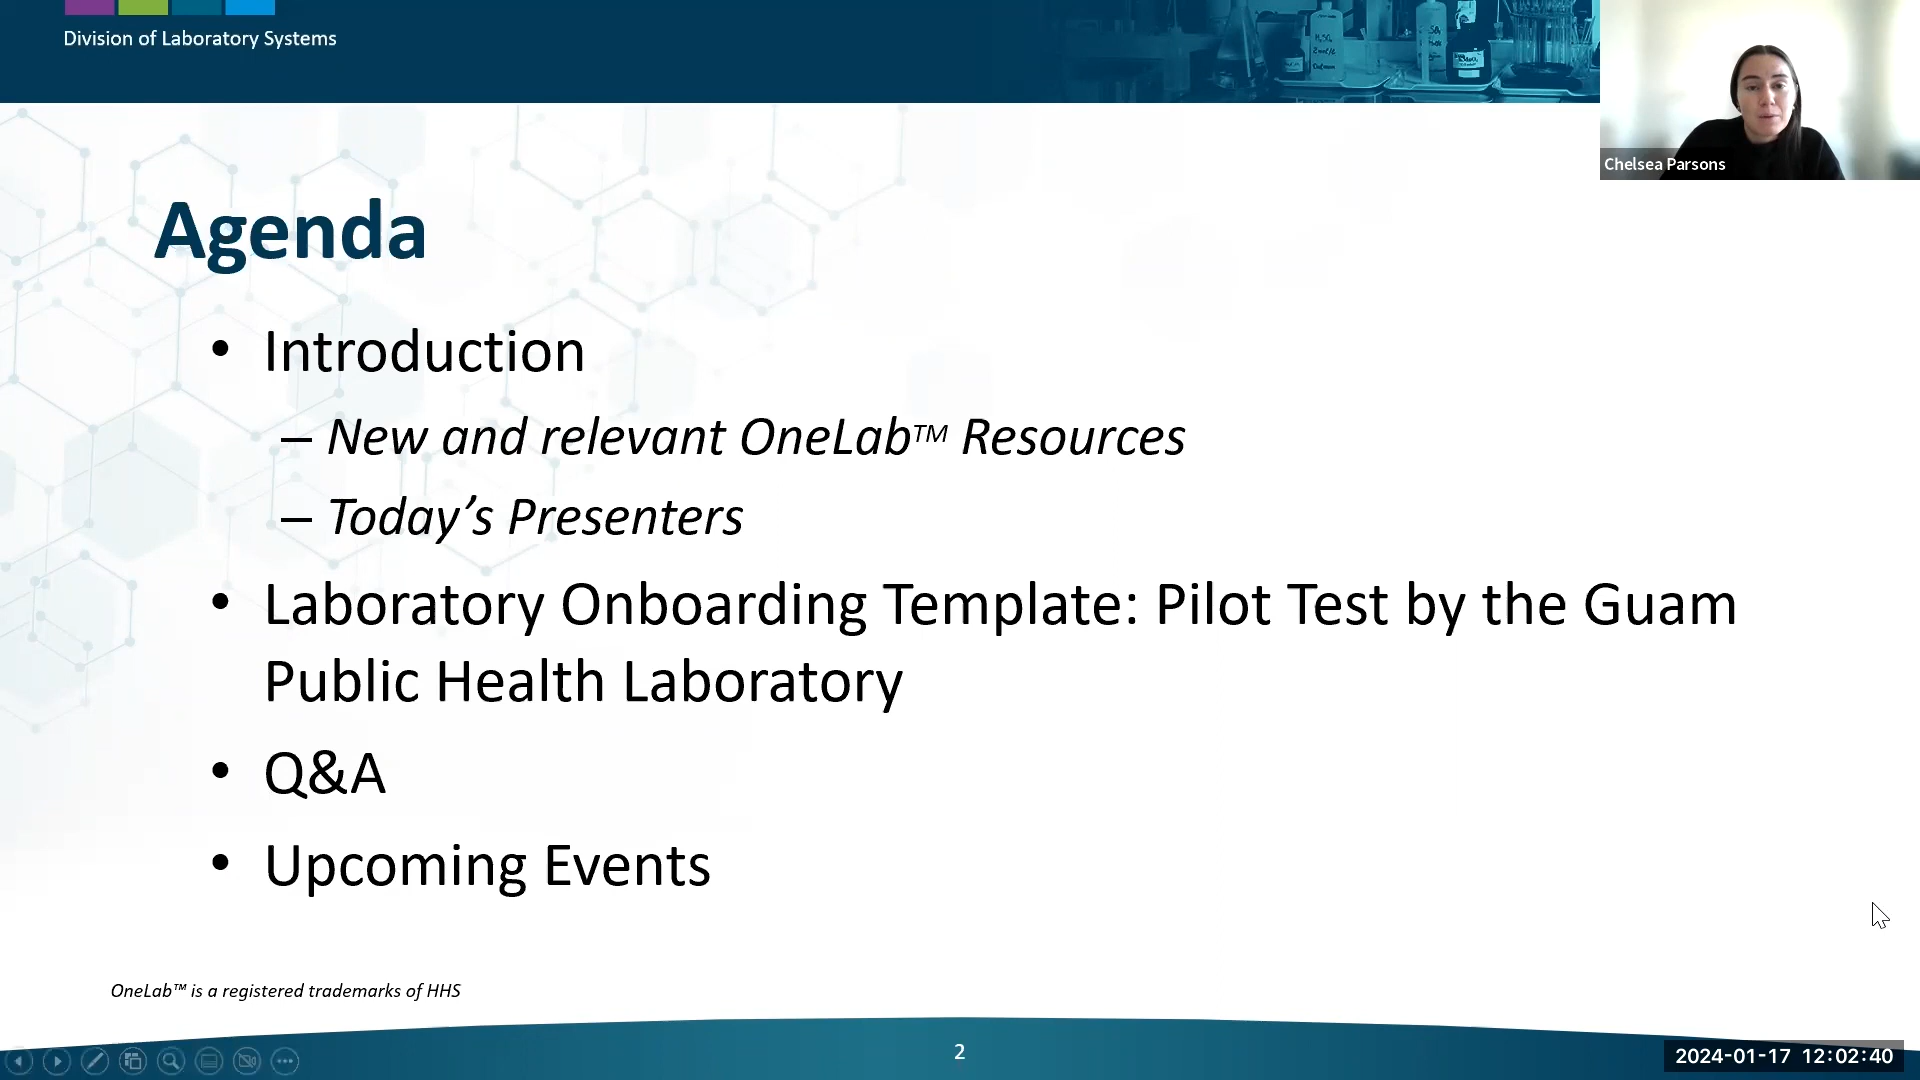 Division of Laboratory Systems
Chelsea Parsons
Agenda
• Introduction
– New and relevant OneLab™ Resources
– Today’s Presenters
• Laboratory Onboarding Template: Pilot Test by the Guam
Public Health Laboratory
• Q&A
• Upcoming Events
OneLab™ is a registered trademarks of HHS
2
2024-01-17 12:02:40